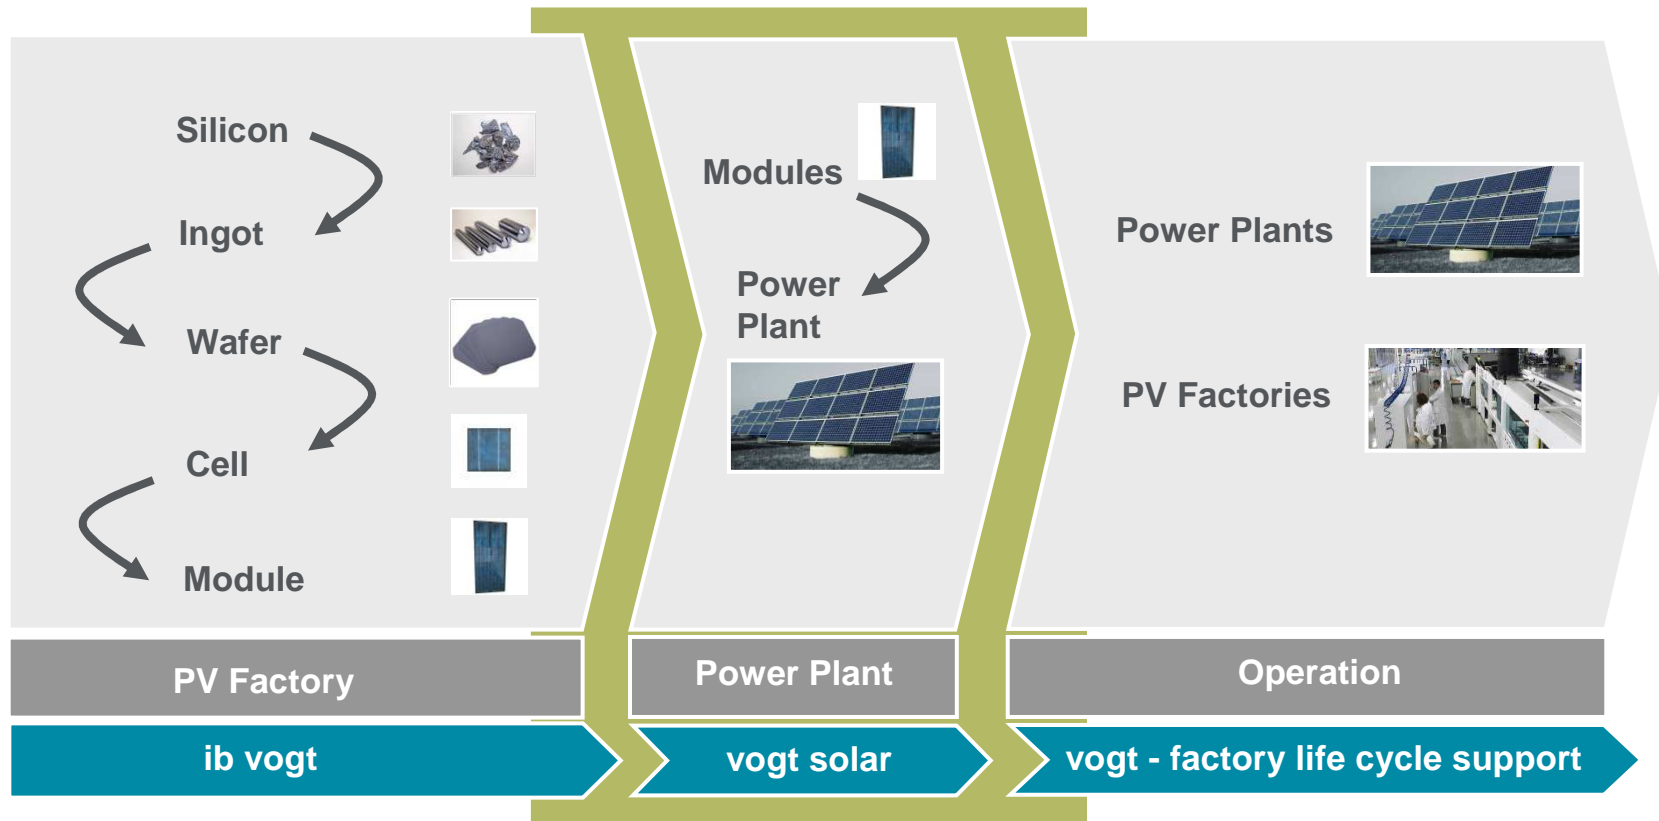 Silicon
Ingot
Wafer
Cell
Module
Modules
Power
Plant
Power Plants
PV Factories
PV Factory
Power Plant
Operation
ib vogt
vogt solar
vogt - factory life cycle support